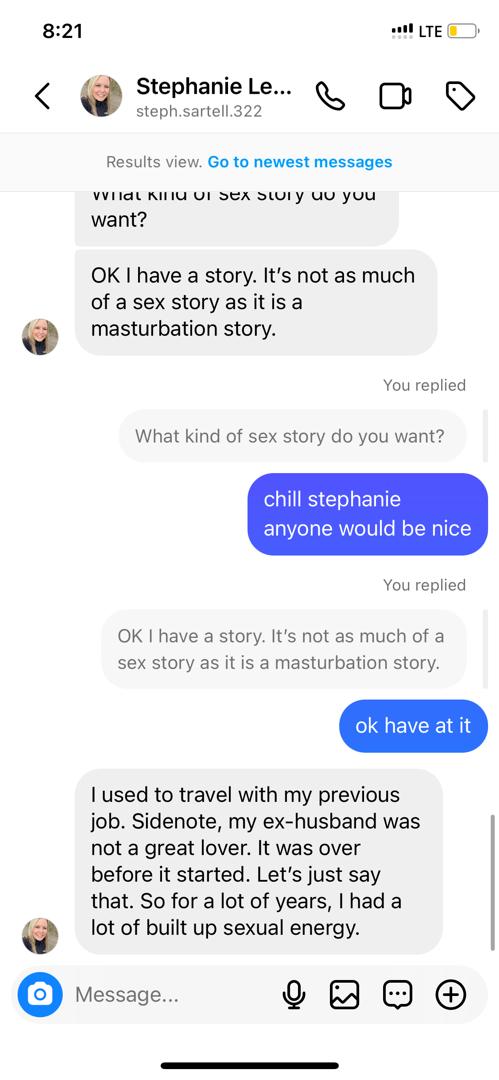 8:21
LTE
Stephanie Le...
steph.sartell.322
Results view. Go to newest messages
What kind of sex story do you
want?
OK I have a story. It’s not as much
of a sex story as it is a
masturbation story.
You replied
What kind of sex story do you want?
chill stephanie
anyone would be nice
You replied
OK I have a story. It’s not as much of a
sex story as it is a masturbation story.
ok have at it
I used to travel with my previous
job. Sidenote, my ex-husband was
not a great lover. It was over
before it started. Let’s just say
that. So for a lot of years, I had a
lot of built up sexual energy.
Message...